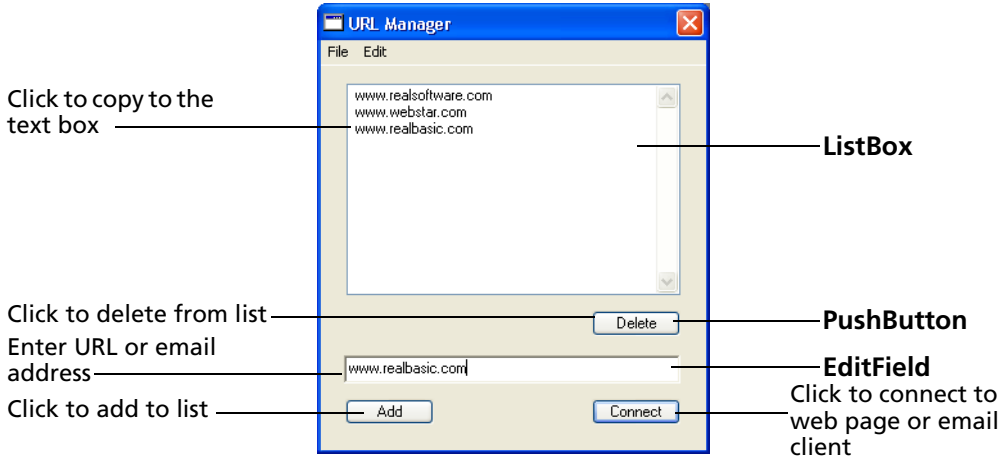 URL Manager
File Edit
Click to copy to the
text box
www.realsoftware.com
www.webstar.com
www.realbasic.com
ListBox
Click to delete from list
Delete
PushButton
Enter URL or email
address
www.realbasic.com
EditField
Click to add to list
Add
Connect
Click to connect to
web page or email
client